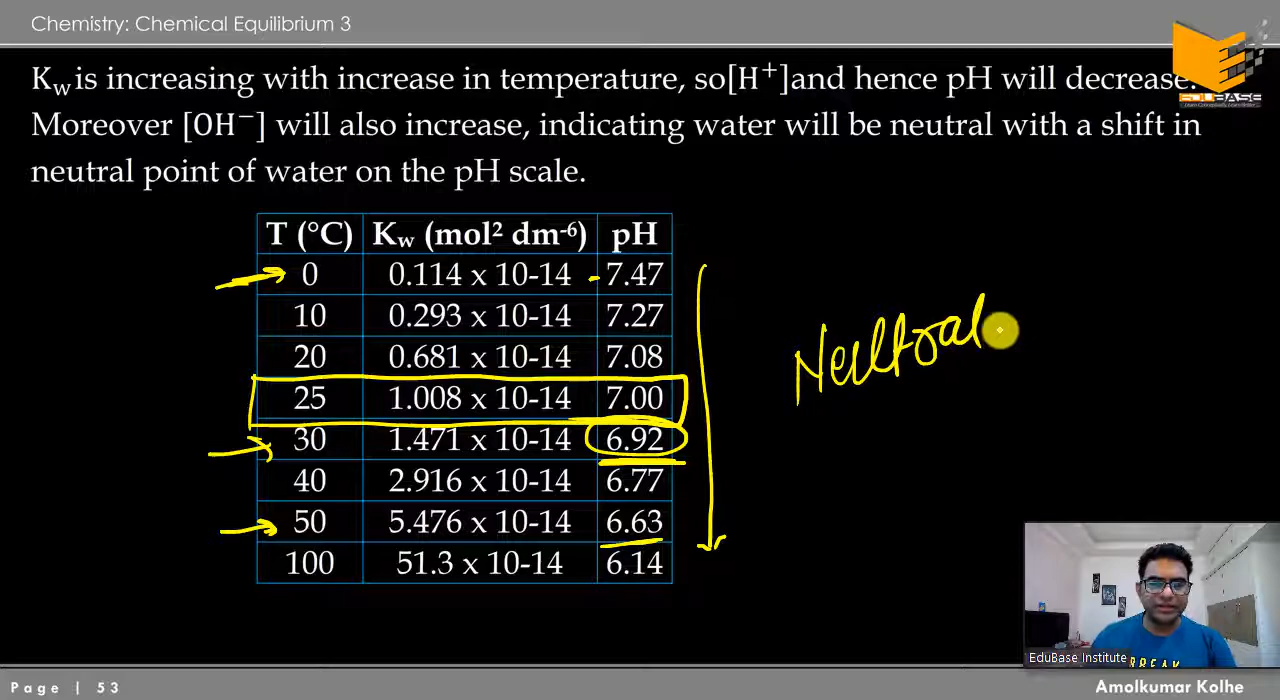 Chemistry: Chemical Equilibrium 3
K_w is increasing with increase in temperature, so[H⁺]and hence pH will decrease.
Moreover [OH⁻] will also increase, indicating water will be neutral with a shift in
neutral point of water on the pH scale.
EDUBASE
T (°C) K_w (mol² dm⁻⁶) pH
0 0.114 x 10-14 7.47
10 0.293 x 10-14 7.27
20 0.681 x 10-14 7.08
25 1.008 x 10-14 7.00
30 1.471 x 10-14 6.92
40 2.916 x 10-14 6.77
50 5.476 x 10-14 6.63
100 51.3 x 10-14 6.14
Neutral
EduBase Institute
BREAK
Page | 53
Amolkumar Kolhe